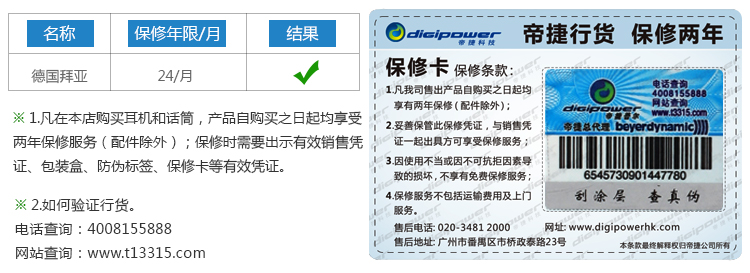 名称 保修年限/月 结果
德国拜亚 24/月
※ 1.凡在本店购买耳机和话筒，产品自购买之日起均享受
两年保修服务（配件除外）；保修时需要出示有效销售凭
证、包装盒、防伪标签、保修卡等有效凭证。
※ 2.如何验证行货。
电话查询：4008155888
网站查询：www.t13315.com
digipower
帝捷科技
帝捷行货 保修两年
保修卡 保修条款：
1.凡我司售出产品自购买之日起均
享有两年保修（配件除外）；
2.妥善保管此保修凭证，与销售凭
证一起出具方可享受保修服务；
3.因使用不当或因不可抗拒因素导
致的损坏，不享有免费保修服务；
4.保修服务不包括运输费用及上门
服务。
售后电话：020-3481 2000
网址: www.digipowerhk.com
售后地址: 广州市番禺区市桥政泰路23号
本条款最终解释权归帝捷公司所有
电话查询
4008155888
网站查询
www.t3315.com
digipower
帝捷音乐
帝捷总代理 beyerdynamic
6545730901447780
刮涂层 查真伪